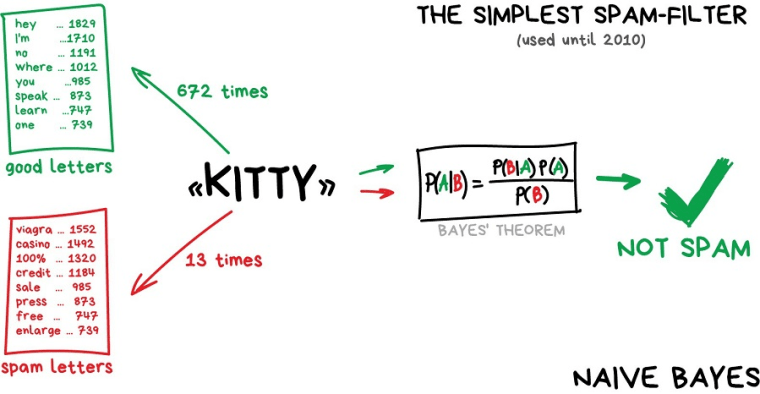 THE SIMPLEST SPAM-FILTER
(used until 2010)
hey ... 1829
I'm ...1710
no ... 1191
where ... 1012
you ...985
speak ... 873
learn ...747
one ... 739
good letters
672 times
«KITTY»
13 times
viagra ... 1552
casino ... 1492
100% ... 1320
credit ... 1184
sale ... 985
press ... 873
free ... 747
enlarge ... 739
spam letters
P(A|B) = P(B|A) P(A) / P(B)
BAYES' THEOREM
NOT SPAM
NAIVE BAYES